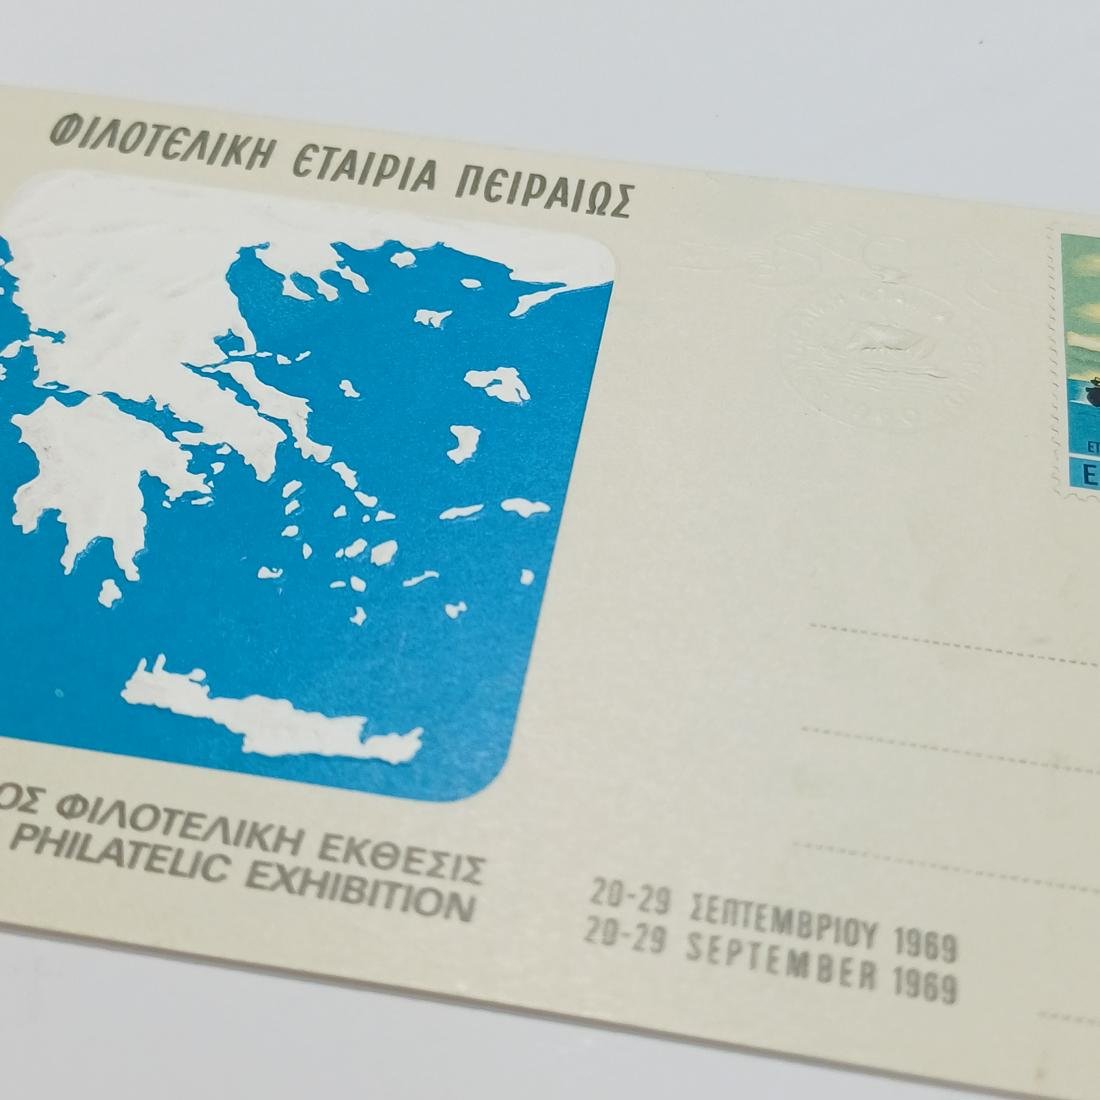 ΦΙΛΟΤΕΛΙΚΗ ΕΤΑΙΡΙΑ ΠΕΙΡΑΙΩΣ
ΟΣ ΦΙΛΟΤΕΛΙΚΗ ΕΚΘΕΣΙΣ
PHILATELIC EXHIBITION
20-29 ΣΕΠΤΕΜΒΡΙΟΥ 1969
20-29 SEPTEMBER 1969